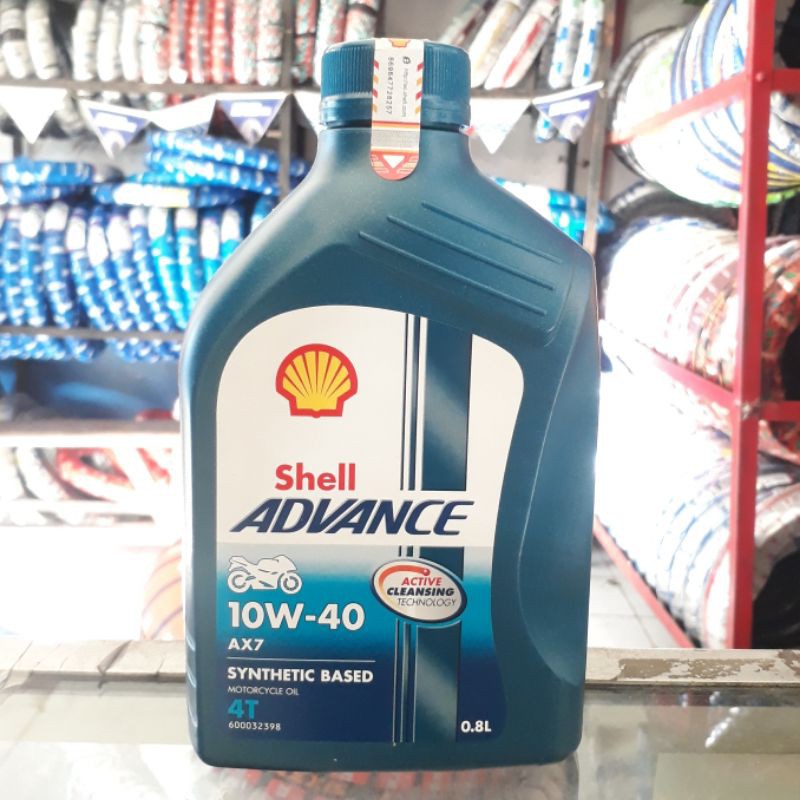 Shell
ADVANCE
ACTIVE
CLEANSING
TECHNOLOGY
10W-40
AX7
SYNTHETIC BASED
MOTORCYCLE OIL
4T
600032398
0.8L